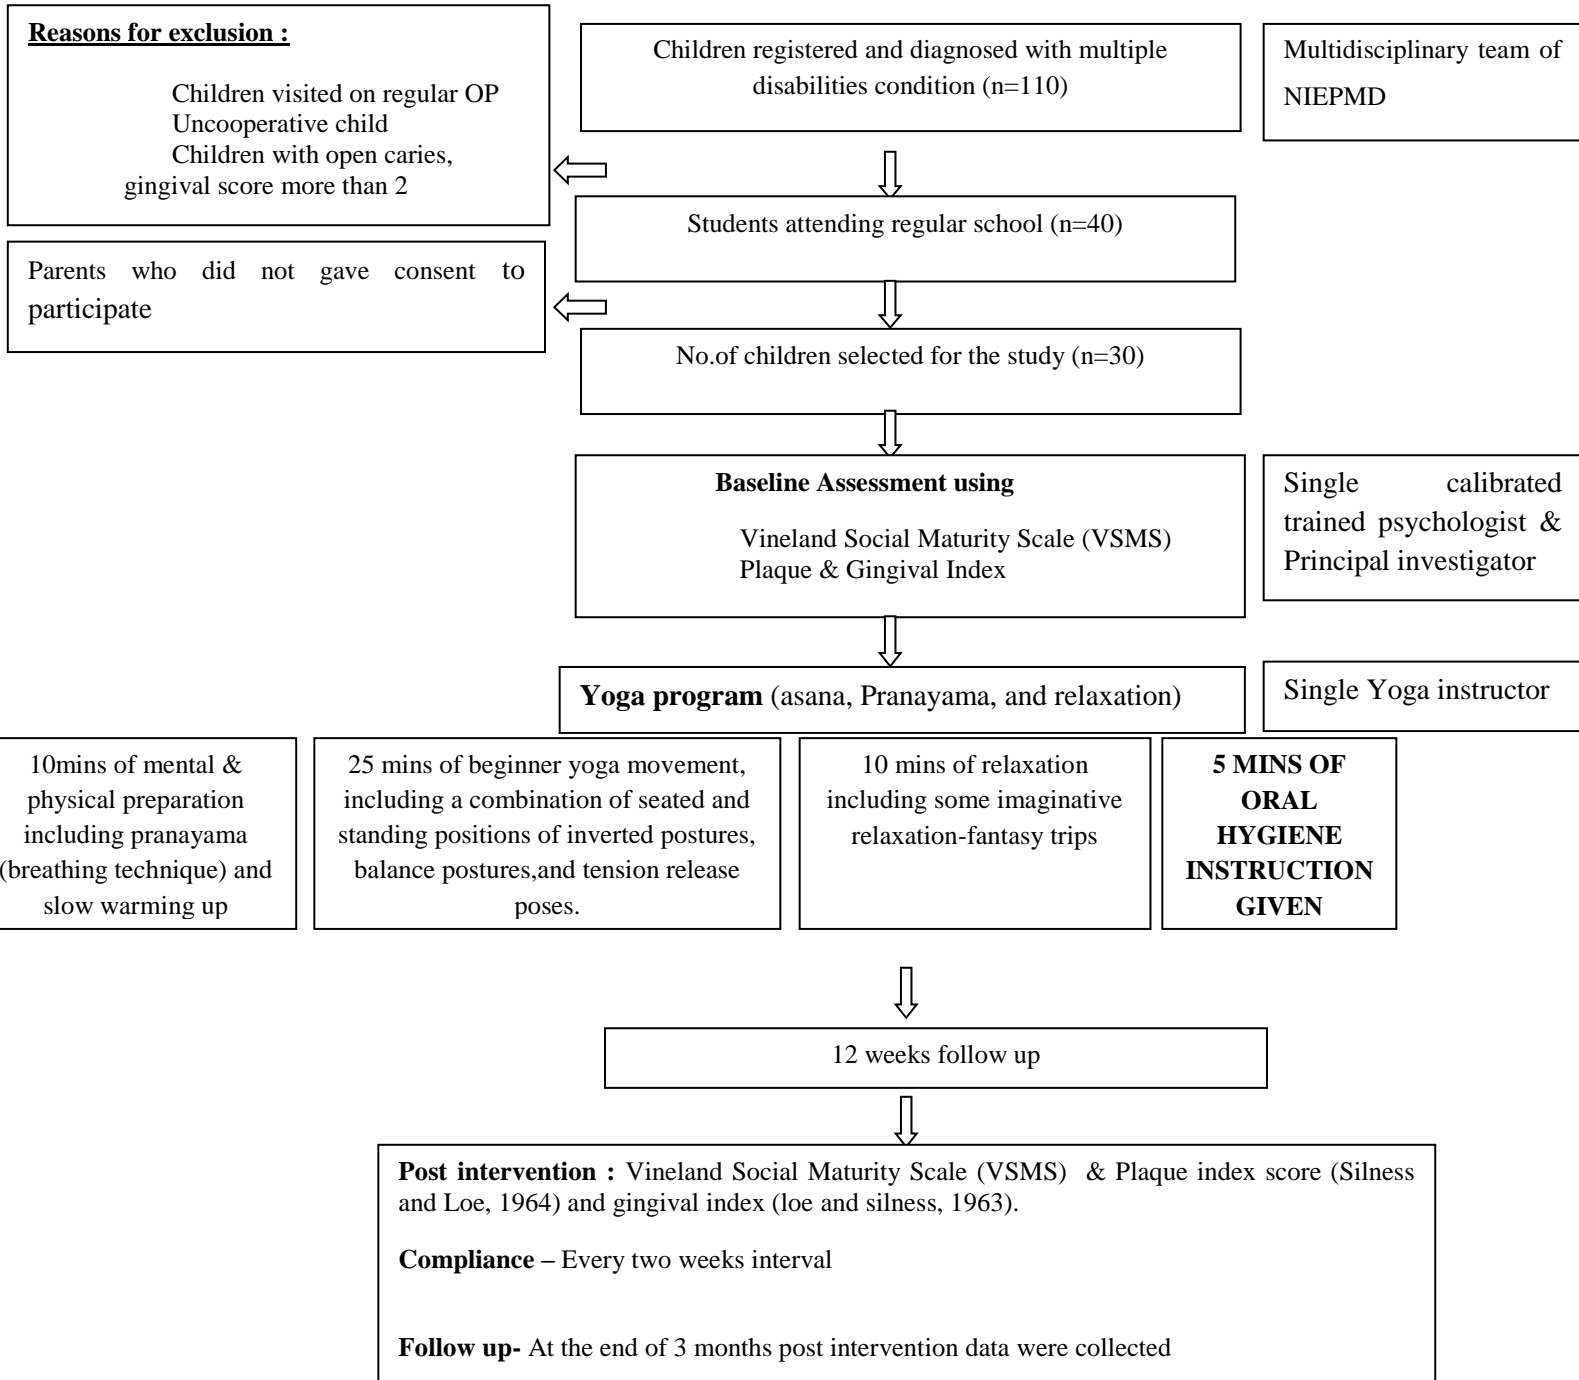 Reasons for exclusion :
Children visited on regular OP
Uncooperative child
Children with open caries,
gingival score more than 2
Children registered and diagnosed with multiple
disabilities condition (n=110)
Multidisciplinary team of
NIEPMD
Students attending regular school (n=40)
Parents who did not gave consent to
participate
No.of children selected for the study (n=30)
Baseline Assessment using
Vineland Social Maturity Scale (VSMS)
Plaque & Gingival Index
Single calibrated
trained psychologist &
Principal investigator
Yoga program (asana, Pranayama, and relaxation)
Single Yoga instructor
10mins of mental &
physical preparation
including pranayama
(breathing technique) and
slow warming up
25 mins of beginner yoga movement,
including a combination of seated and
standing positions of inverted postures,
balance postures,and tension release
poses.
10 mins of relaxation
including some imaginative
relaxation-fantasy trips
5 MINS OF
ORAL
HYGIENE
INSTRUCTION
GIVEN
12 weeks follow up
Post intervention : Vineland Social Maturity Scale (VSMS) & Plaque index score (Silness
and Loe, 1964) and gingival index (loe and silness, 1963).
Compliance – Every two weeks interval
Follow up- At the end of 3 months post intervention data were collected